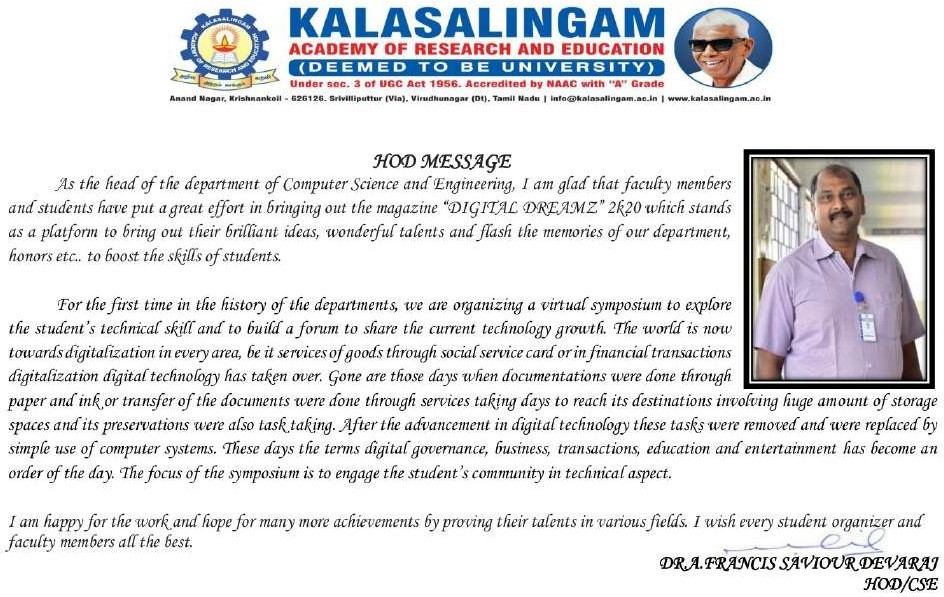 KALASALINGAM
ACADEMY OF RESEARCH AND EDUCATION
(DEEMED TO BE UNIVERSITY)
Under sec. 3 of UGC Act 1956. Accredited by NAAC with "A" Grade
Anand Nagar, Krishnankoil - 626126. Srivilliputtur (Via), Virudhunagar (Dt), Tamil Nadu | info@kalasalingam.ac.in | www.kalasalingam.ac.in
KALASALINGAM
ACADEMY OF RESEARCH AND EDUCATION
HOD MESSAGE
As the head of the department of Computer Science and Engineering, I am glad that faculty members
and students have put a great effort in bringing out the magazine “DIGITAL DREAMZ” 2k20 which stands
as a platform to bring out their brilliant ideas, wonderful talents and flash the memories of our department,
honors etc.. to boost the skills of students.
For the first time in the history of the departments, we are organizing a virtual symposium to explore
the student’s technical skill and to build a forum to share the current technology growth. The world is now
towards digitalization in every area, be it services of goods through social service card or in financial transactions
digitalization digital technology has taken over. Gone are those days when documentations were done through
paper and ink or transfer of the documents were done through services taking days to reach its destinations involving huge amount of storage
spaces and its preservations were also task taking. After the advancement in digital technology these tasks were removed and were replaced by
simple use of computer systems. These days the terms digital governance, business, transactions, education and entertainment has become an
order of the day. The focus of the symposium is to engage the student’s community in technical aspect.
I am happy for the work and hope for many more achievements by proving their talents in various fields. I wish every student organizer and
faculty members all the best.
DR.A.FRANCIS SAVIOUR DEVARAJ
HOD/CSE